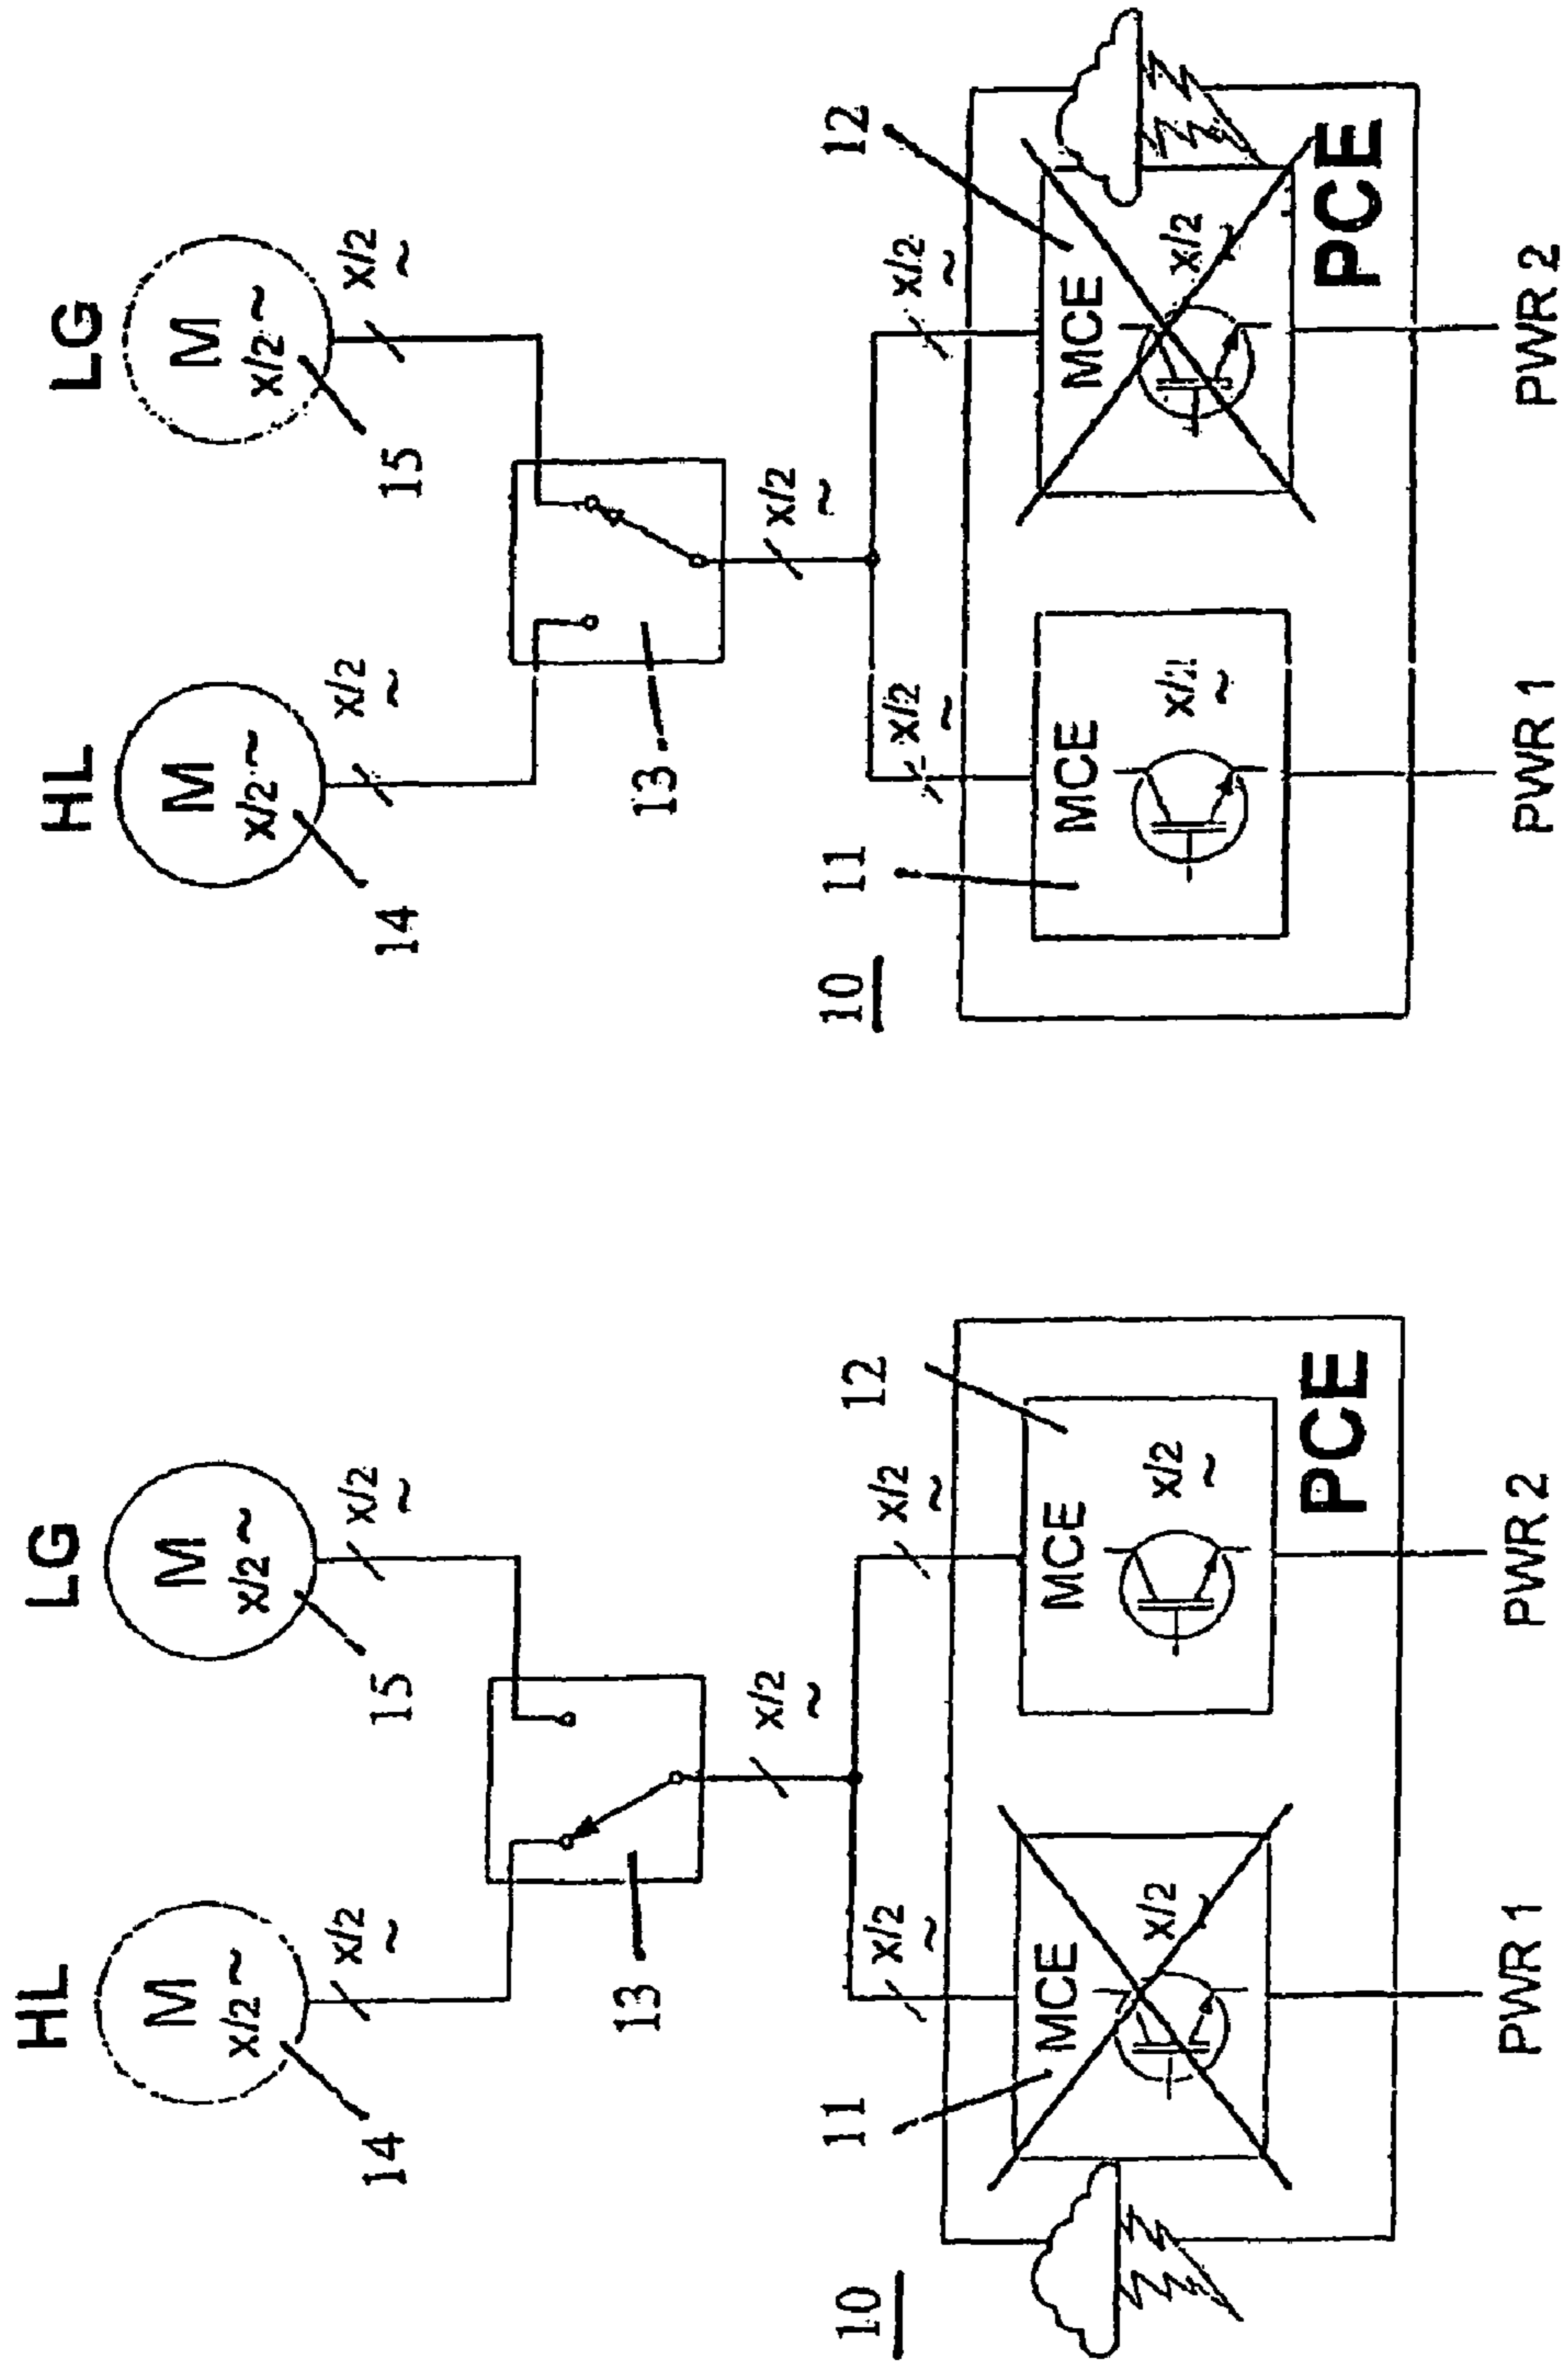 HL
LG
M
x/2 ~
M
x/2 ~
14
x/2
~
15
x/2
~
13
x/2
~
10
11
x/2
~
x/2
~
12
MCE
x/2
~
MCE
x/2
~
PCE
PWR 1
PWR 2
HL
LG
M
x/2 ~
M
x/2 ~
14
x/2
~
15
x/2
~
13
x/2
~
10
11
x/2
~
x/2
~
12
MCE
x/2
~
MCE
x/2
~
PCE
PWR 1
PWR 2